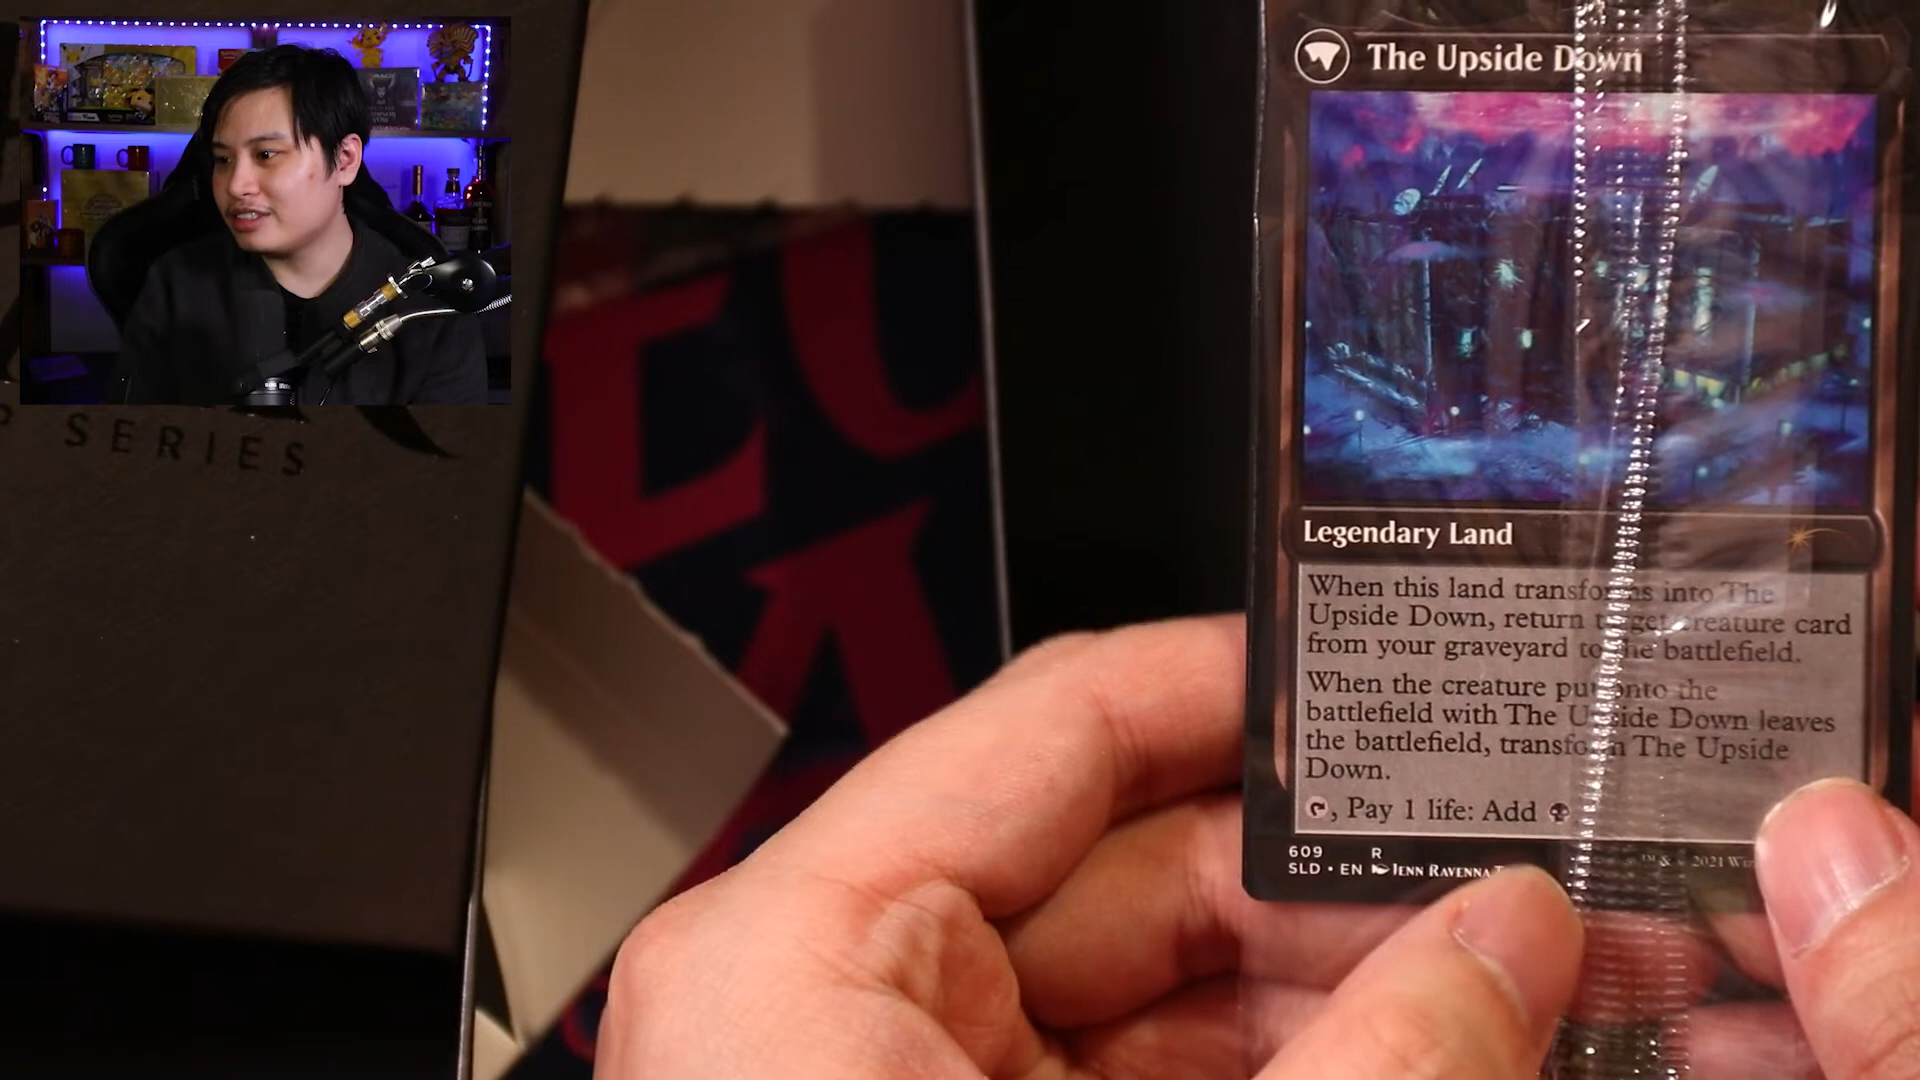 SERIES
The Upside Down
Legendary Land
When this land transforms into The
Upside Down, return target creature card
from your graveyard to the battlefield.
When the creature put onto the
battlefield with The Upside Down leaves
the battlefield, transform The Upside
Down.
, Pay 1 life: Add
609 R
SLD • EN JENN RAVENNA
™ & 2021